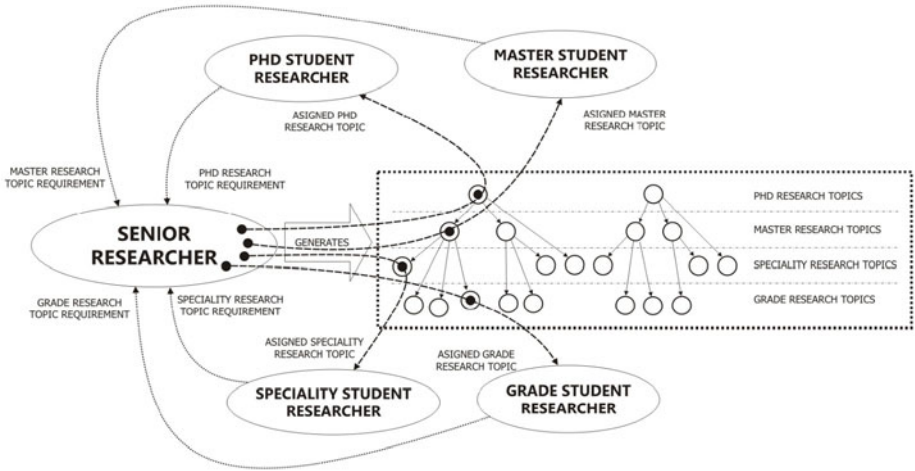 PHD STUDENT
RESEARCHER
MASTER STUDENT
RESEARCHER
ASIGNED PHD
RESEARCH TOPIC
ASIGNED MASTER
RESEARCH TOPIC
MASTER RESEARCH
TOPIC REQUIREMENT
PHD RESEARCH
TOPIC REQUIREMENT
SENIOR
RESEARCHER
GENERATES
PHD RESEARCH TOPICS
MASTER RESEARCH TOPICS
SPECIALITY RESEARCH TOPICS
GRADE RESEARCH TOPICS
GRADE RESEARCH
TOPIC REQUIREMENT
SPECIALITY RESEARCH
TOPIC REQUIREMENT
ASIGNED SPECIALITY
RESEARCH TOPIC
ASIGNED GRADE
RESEARCH TOPIC
SPECIALITY STUDENT
RESEARCHER
GRADE STUDENT
RESEARCHER